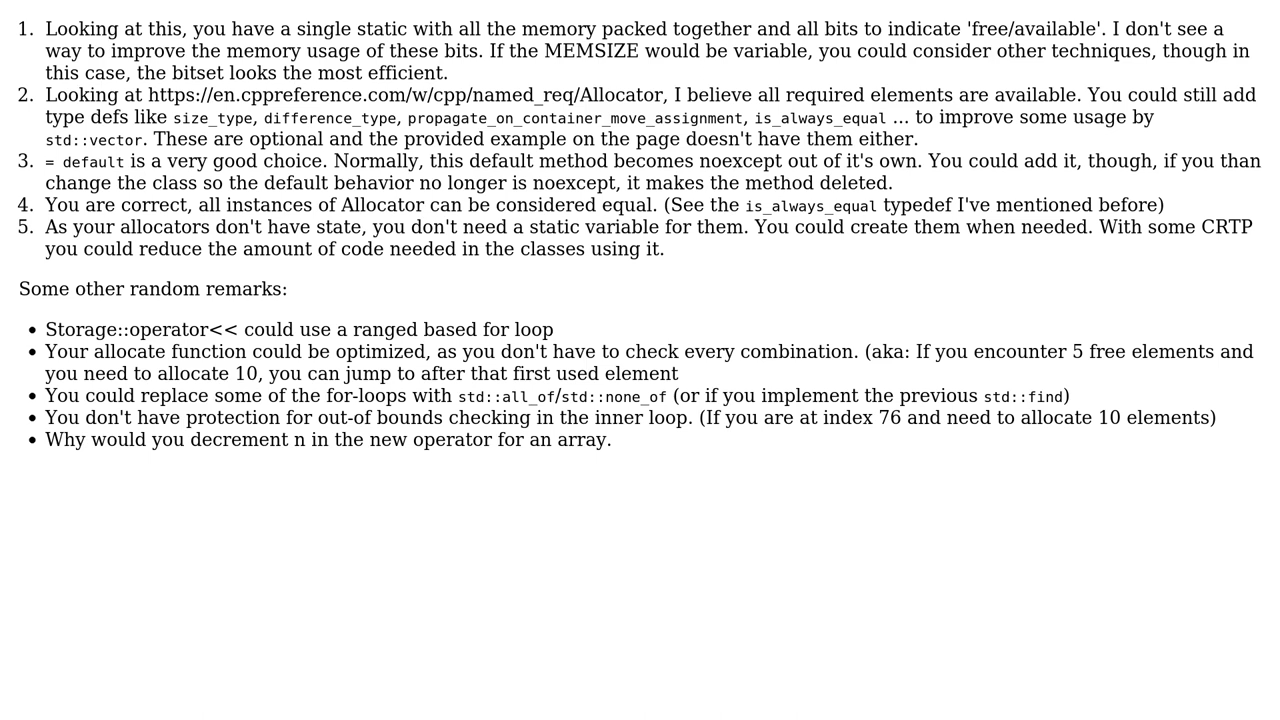 1. Looking at this, you have a single static with all the memory packed together and all bits to indicate 'free/available'. I don't see a
way to improve the memory usage of these bits. If the MEMSIZE would be variable, you could consider other techniques, though in
this case, the bitset looks the most efficient.
2. Looking at https://en.cppreference.com/w/cpp/named_req/Allocator, I believe all required elements are available. You could still add
type defs like size_type, difference_type, propagate_on_container_move_assignment, is_always_equal ... to improve some usage by
std::vector. These are optional and the provided example on the page doesn't have them either.
3. = default is a very good choice. Normally, this default method becomes noexcept out of it's own. You could add it, though, if you than
change the class so the default behavior no longer is noexcept, it makes the method deleted.
4. You are correct, all instances of Allocator can be considered equal. (See the is_always_equal typedef I've mentioned before)
5. As your allocators don't have state, you don't need a static variable for them. You could create them when needed. With some CRTP
you could reduce the amount of code needed in the classes using it.
Some other random remarks:
• Storage::operator<< could use a ranged based for loop
• Your allocate function could be optimized, as you don't have to check every combination. (aka: If you encounter 5 free elements and
you need to allocate 10, you can jump to after that first used element
• You could replace some of the for-loops with std::all_of/std::none_of (or if you implement the previous std::find)
• You don't have protection for out-of bounds checking in the inner loop. (If you are at index 76 and need to allocate 10 elements)
• Why would you decrement n in the new operator for an array.